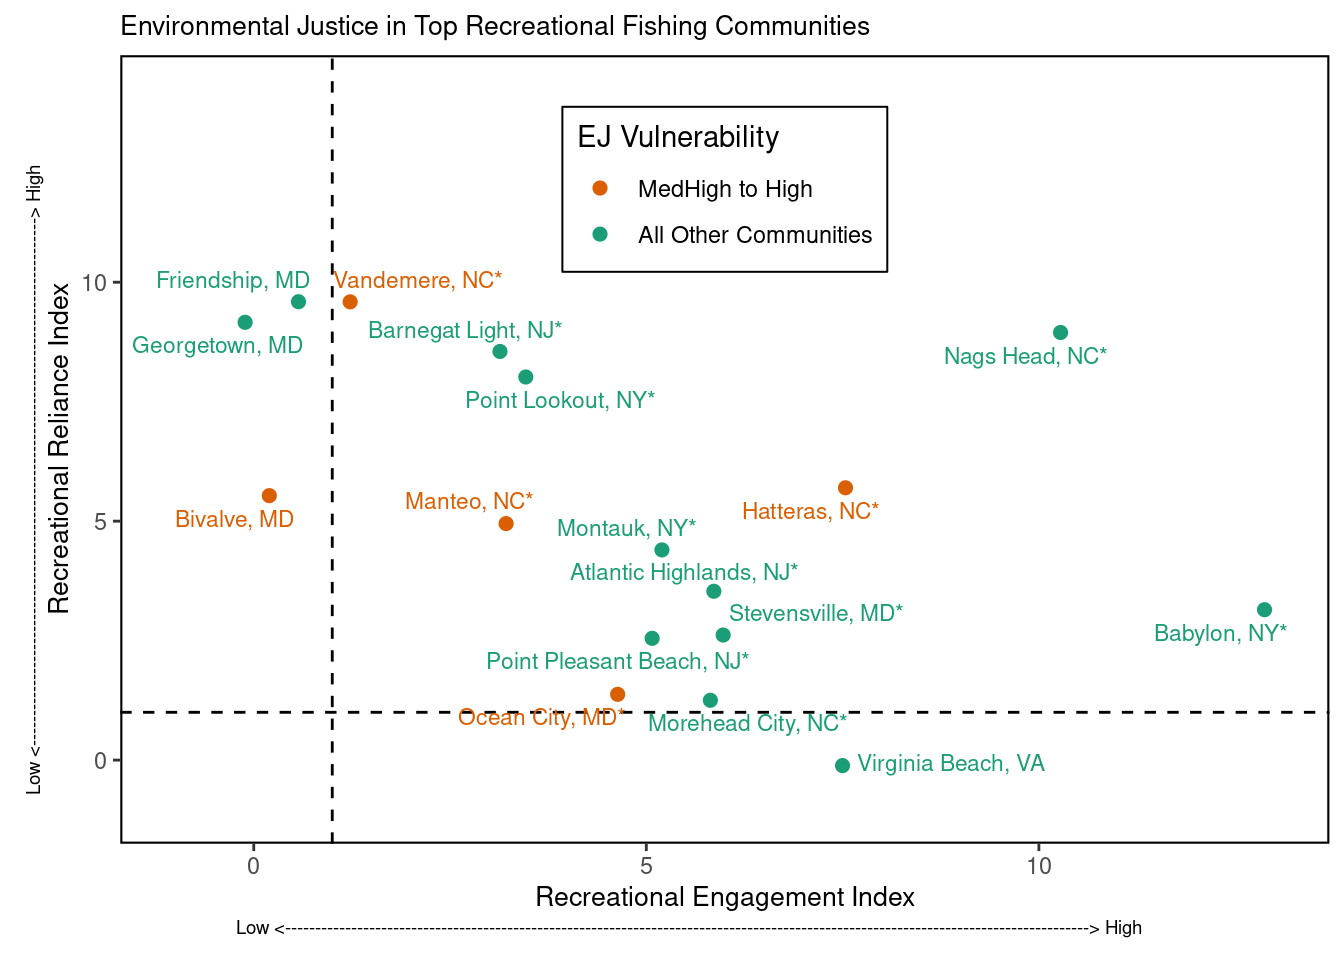 Environmental Justice in Top Recreational Fishing Communities
EJ Vulnerability
MedHigh to High
All Other Communities
Friendship, MD
Vandemere, NC*
Georgetown, MD
Barnegat Light, NJ*
Nags Head, NC*
Point Lookout, NY*
Bivalve, MD
Manteo, NC*
Hatteras, NC*
Montauk, NY*
Atlantic Highlands, NJ*
Stevensville, MD*
Babylon, NY*
Point Pleasant Beach, NJ*
Ocean City, MD*
Morehead City, NC*
Virginia Beach, VA
10
5
0
Recreational Reliance Index
Low <----------------------------------------------------------------------------------------> High
0
5
10
Recreational Engagement Index
Low <----------------------------------------------------------------------------------------------------------------------------------> High